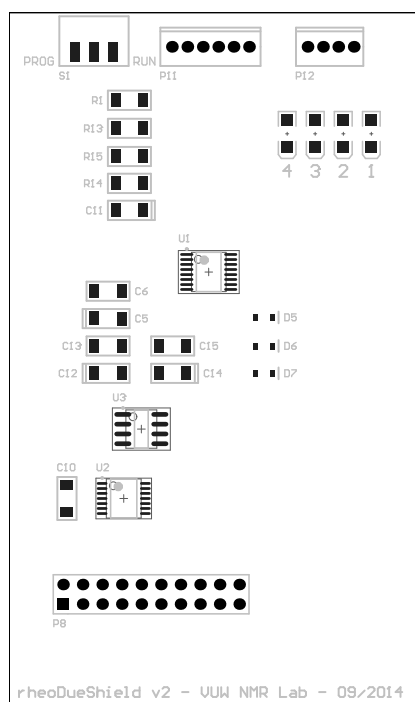 PROG RUN
S1 P11 P12
R1
R13
R15
R14
C11
4 3 2 1
U1
C6
C5 D5
C13 C15 D6
C12 C14 D7
U3
C10 U2
P8
rheoDueShield v2 - VUW NMR Lab - 09/2014